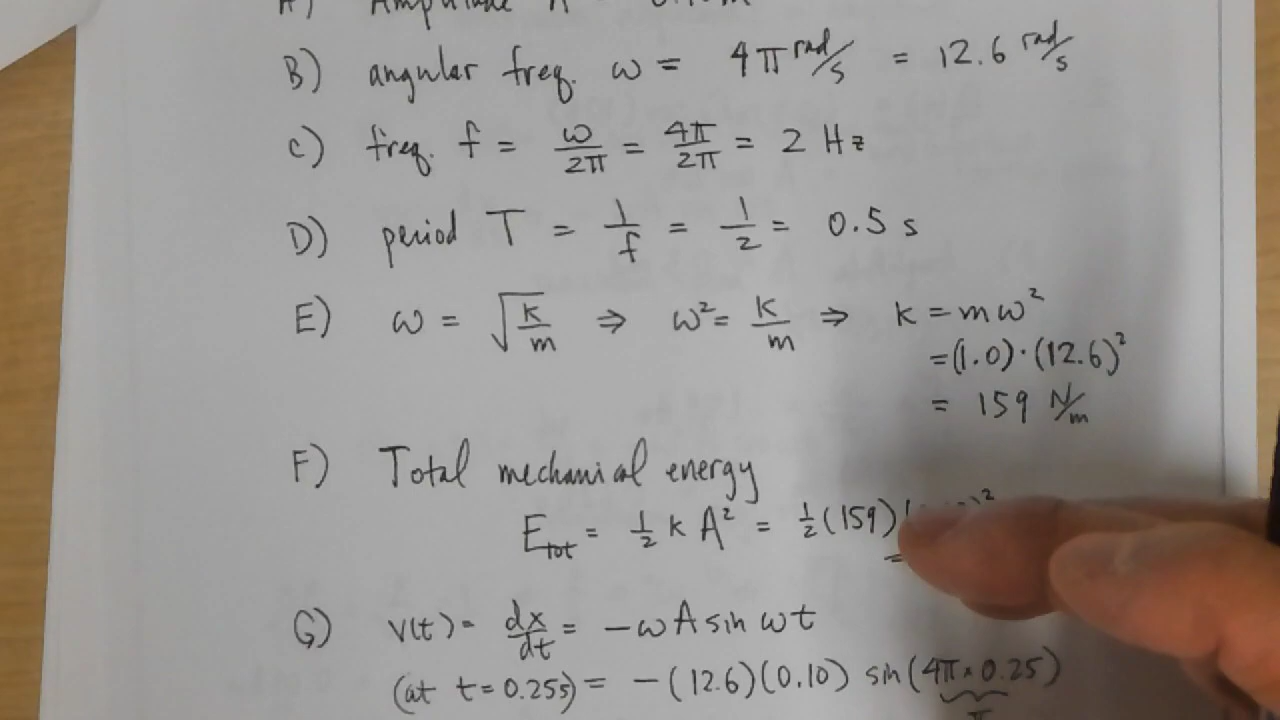 B) angular freq. ω = 4π rad/s = 12.6 rad/s
C) freq. f = ω/2π = 4π/2π = 2 Hz
D) period T = 1/f = 1/2 = 0.5 s
E) ω = √(k/m) ⇒ ω² = k/m ⇒ k = mω²
= (1.0)·(12.6)²
= 159 N/m
F) Total mechanical energy
E_tot = 1/2 k A² = 1/2 (159)( )²
=
G) v(t) = dx/dt = -ωA sin ωt
(at t=0.25s) = -(12.6)(0.10) sin(4π×0.25)